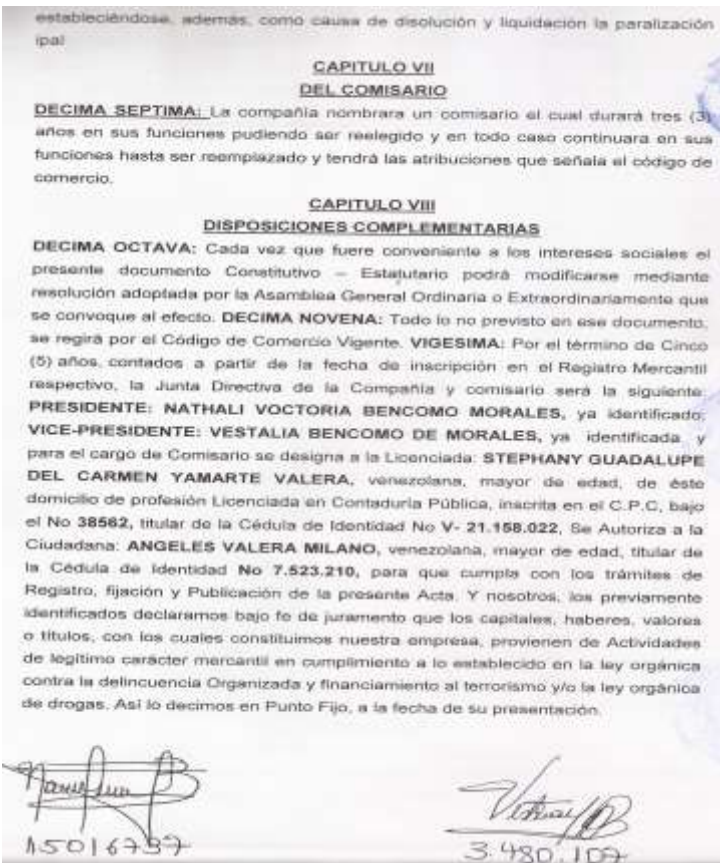 estableciéndose, además, como causa de disolución y liquidación la paralización
ipal
CAPITULO VII
DEL COMISARIO
DECIMA SEPTIMA: La compañía nombrara un comisario el cual durará tres (3)
años en sus funciones pudiendo ser reelegido y en todo caso continuara en sus
funciones hasta ser reemplazado y tendrá las atribuciones que señala el código de
comercio.
CAPITULO VIII
DISPOSICIONES COMPLEMENTARIAS
DECIMA OCTAVA: Cada vez que fuere conveniente a los intereses sociales el
presente documento Constitutivo – Estatutario podrá modificarse mediante
resolución adoptada por la Asamblea General Ordinaria o Extraordinariamente que
se convoque al efecto. DECIMA NOVENA: Todo lo no previsto en ese documento,
se regirá por el Código de Comercio Vigente. VIGESIMA: Por el término de Cinco
(5) años, contados a partir de la fecha de inscripción en el Registro Mercantil
respectivo, la Junta Directiva de la Compañía y comisario será la siguiente:
PRESIDENTE: NATHALI VOCTORIA BENCOMO MORALES, ya identificado;
VICE-PRESIDENTE: VESTALIA BENCOMO DE MORALES, ya identificada y
para el cargo de Comisario se designa a la Licenciada: STEPHANY GUADALUPE
DEL CARMEN YAMARTE VALERA, venezolana, mayor de edad, de éste
domicilio de profesión Licenciada en Contaduría Pública, inscrita en el C.P.C, bajo
el No 38562, titular de la Cédula de Identidad No V- 21.158.022, Se Autoriza a la
Ciudadana: ANGELES VALERA MILANO, venezolana, mayor de edad, titular de
la Cédula de Identidad No 7.523.210, para que cumpla con los trámites de
Registro, fijación y Publicación de la presente Acta. Y nosotros, los previamente
identificados declaramos bajo fe de juramento que los capitales, haberes, valores
o títulos, con los cuales constituimos nuestra empresa, provienen de Actividades
de legítimo carácter mercantil en cumplimiento a lo establecido en la ley orgánica
contra la delincuencia Organizada y financiamiento al terrorismo y/o la ley orgánica
de drogas. Así lo decimos en Punto Fijo, a la fecha de su presentación.
3.480.107